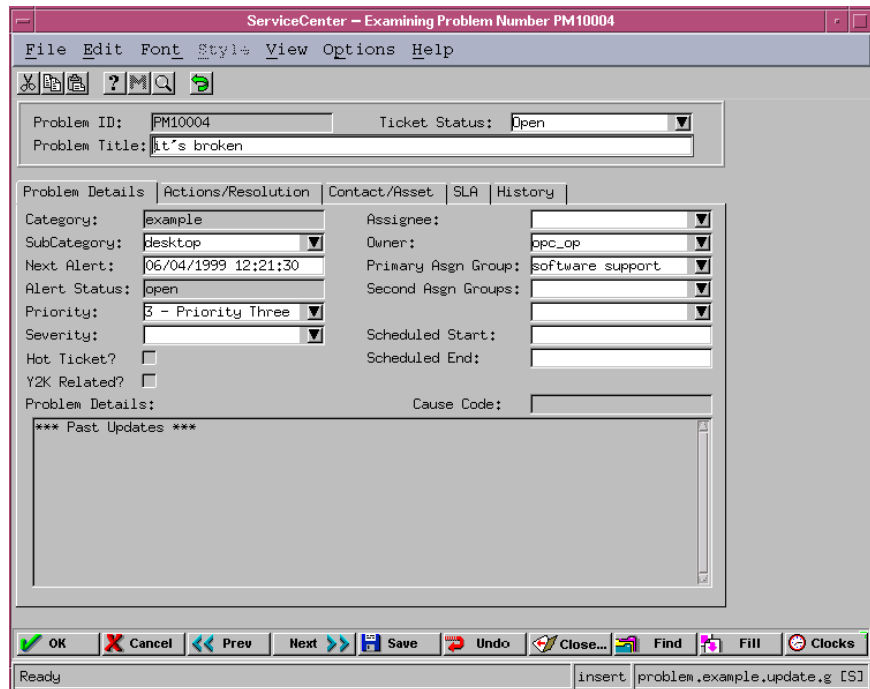 ServiceCenter – Examining Problem Number PM10004
File Edit Font Style View Options Help
Problem ID: PM10004 Ticket Status: Open
Problem Title: it's broken
Problem Details Actions/Resolution Contact/Asset SLA History
Category: example Assignee:
SubCategory: desktop Owner: opc_op
Next Alert: 06/04/1999 12:21:30 Primary Asgn Group: software support
Alert Status: open Second Asgn Groups:
Priority: 3 - Priority Three
Severity: Scheduled Start:
Hot Ticket? Scheduled End:
Y2K Related?
Problem Details: Cause Code:
*** Past Updates ***
OK Cancel Prev Next Save Undo Close... Find Fill Clocks
Ready insert problem.example.update.g [S]